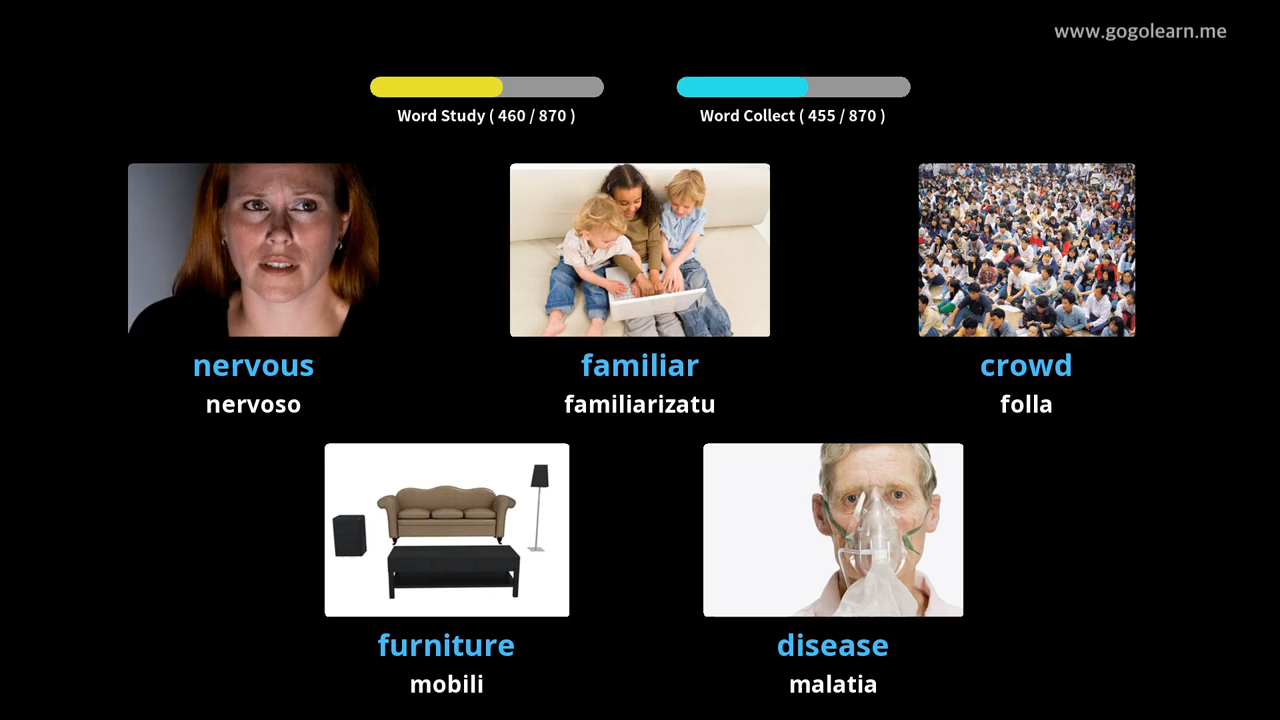 www.gogolearn.me
Word Study ( 460 / 870 )
Word Collect ( 455 / 870 )
nervous
nervoso
familiar
familiarizatu
crowd
folla
furniture
mobili
disease
malatia